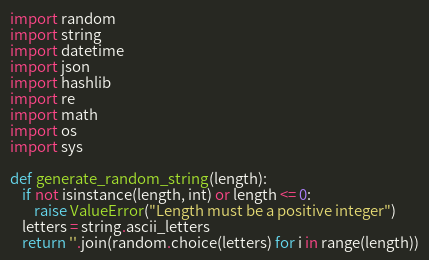 import random
import string
import datetime
import json
import hashlib
import re
import math
import os
import sys

def generate_random_string(length):
    if not isinstance(length, int) or length <= 0:
        raise ValueError("Length must be a positive integer")
    letters = string.ascii_letters
    return ''.join(random.choice(letters) for i in range(length))